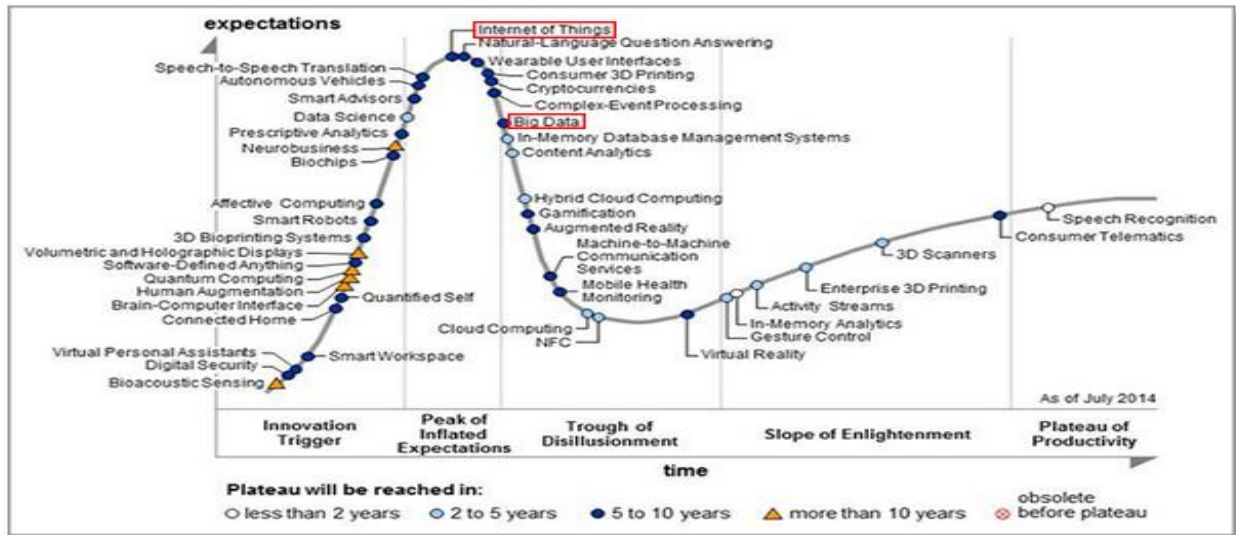 expectations
Internet of Things
Natural-Language Question Answering
Wearable User Interfaces
Speech-to-Speech Translation
Consumer 3D Printing
Autonomous Vehicles
Cryptocurrencies
Smart Advisors
Complex-Event Processing
Data Science
Big Data
Prescriptive Analytics
In-Memory Database Management Systems
Neurobusiness
Content Analytics
Biochips
Affective Computing
Hybrid Cloud Computing
Smart Robots
Gamification
Speech Recognition
3D Bioprinting Systems
Augmented Reality
Consumer Telematics
Volumetric and Holographic Displays
Machine-to-Machine
Communication
Services
3D Scanners
Software-Defined Anything
Quantum Computing
Mobile Health
Monitoring
Enterprise 3D Printing
Human Augmentation
Quantified Self
Brain-Computer Interface
Activity Streams
Connected Home
Cloud Computing
In-Memory Analytics
NFC
Gesture Control
Virtual Personal Assistants
Smart Workspace
Virtual Reality
Digital Security
Bioacoustic Sensing
As of July 2014
Innovation
Trigger
Peak of
Inflated
Expectations
Trough of
Disillusionment
Slope of Enlightenment
Plateau of
Productivity
time
Plateau will be reached in:
less than 2 years
2 to 5 years
5 to 10 years
more than 10 years
obsolete
before plateau